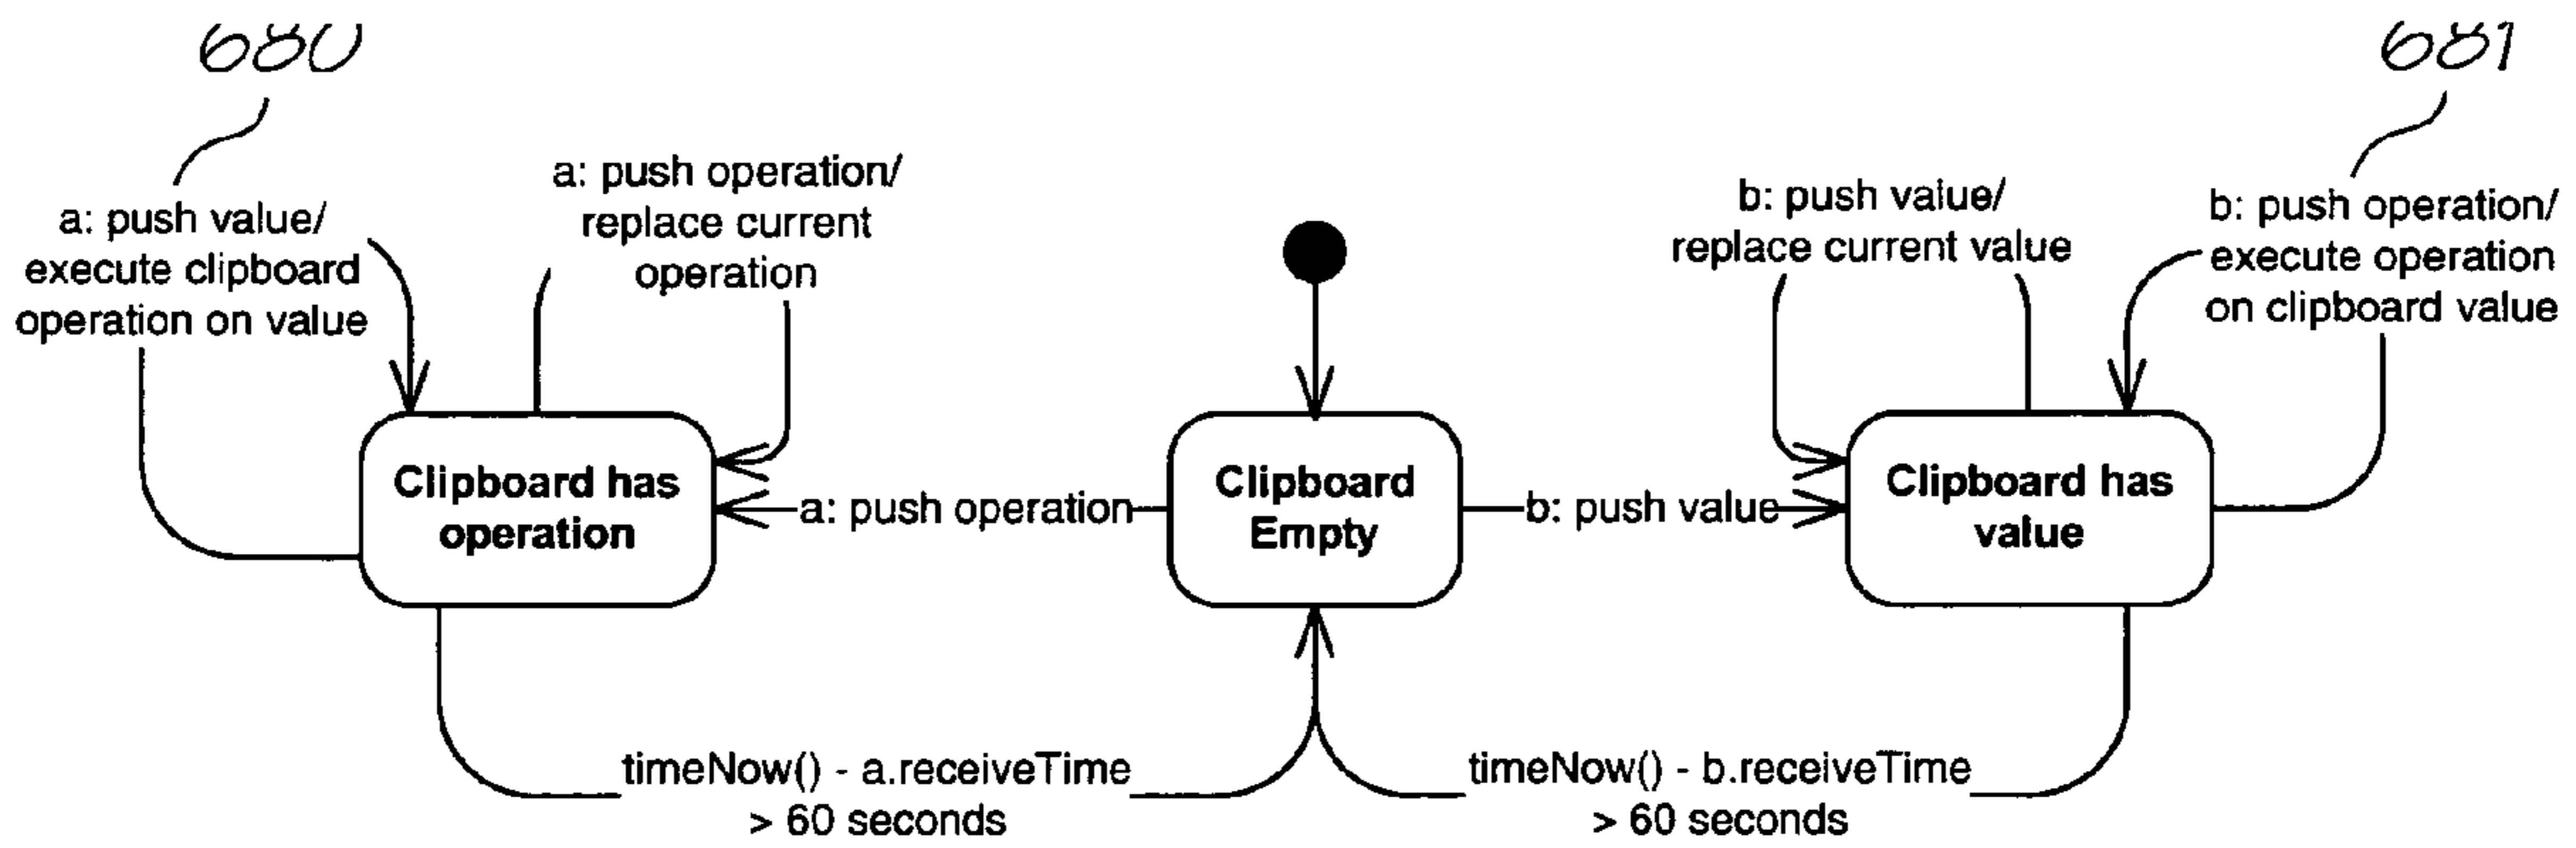 680
681
a: push value/
execute clipboard
operation on value
a: push operation/
replace current
operation
b: push value/
replace current value
b: push operation/
execute operation
on clipboard value
Clipboard has
operation
a: push operation
Clipboard
Empty
b: push value
Clipboard has
value
timeNow() - a.receiveTime
> 60 seconds
timeNow() - b.receiveTime
> 60 seconds